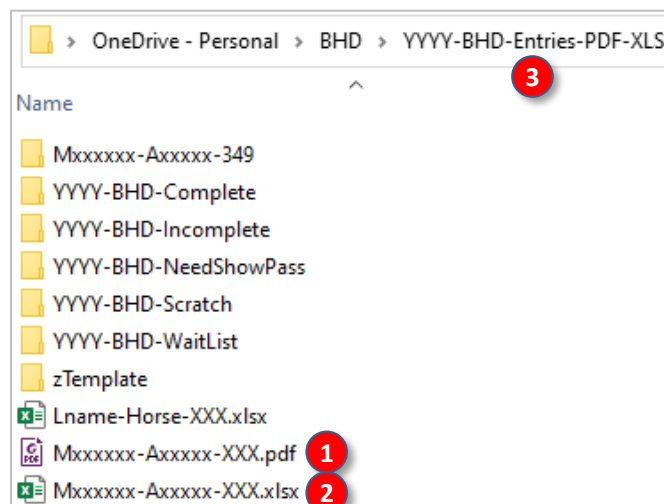 OneDrive - Personal > BHD > YYYY-BHD-Entries-PDF-XLS
3
Name
Mxxxxxx-Axxxxx-349
YYYY-BHD-Complete
YYYY-BHD-Incomplete
YYYY-BHD-NeedShowPass
YYYY-BHD-Scratch
YYYY-BHD-WaitList
zTemplate
Lname-Horse-XXX.xlsx
Mxxxxxx-Axxxxx-XXX.pdf 1
Mxxxxxx-Axxxxx-XXX.xlsx 2